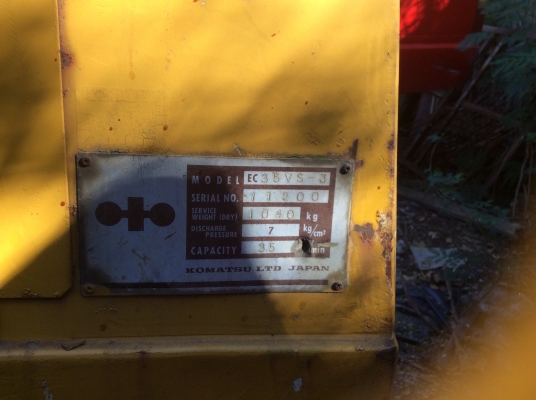 MODEL EC35VS-3
SERIAL NO. 11200
SERVICE WEIGHT (DRY) 1040 kg
DISCHARGE PRESSURE 7 kg/cm²
CAPACITY 3.5 /min
KOMATSU LTD JAPAN